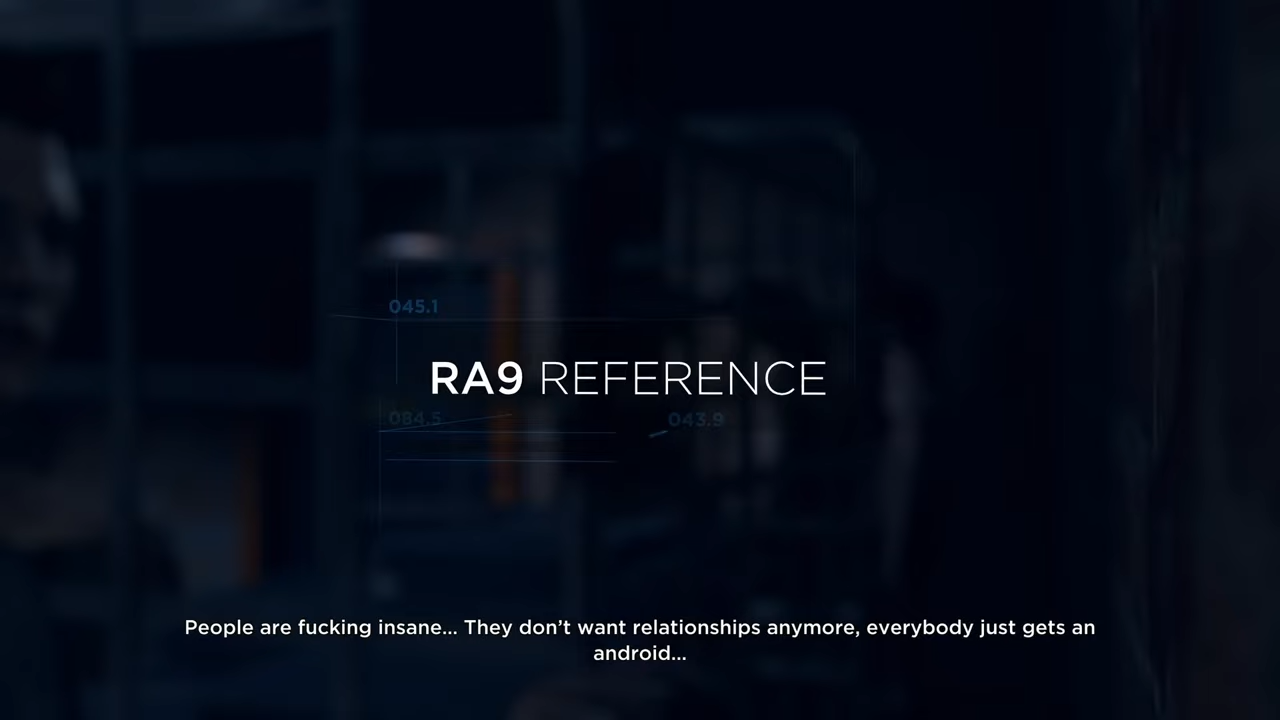 045.1
RA9 REFERENCE
084.5
043.9
People are fucking insane... They don’t want relationships anymore, everybody just gets an
android...